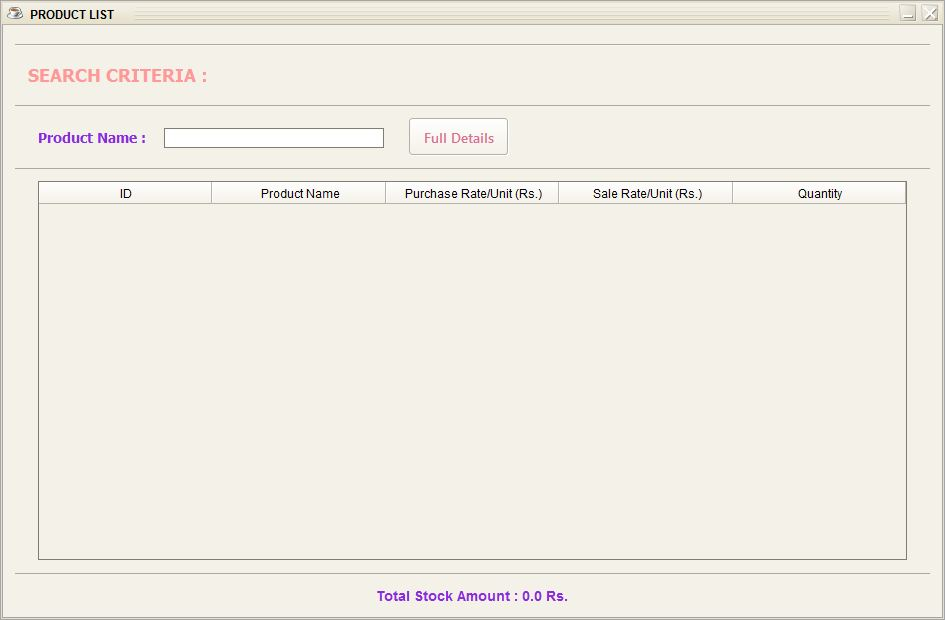 PRODUCT LIST
SEARCH CRITERIA :
Product Name :
Full Details
ID Product Name Purchase Rate/Unit (Rs.) Sale Rate/Unit (Rs.) Quantity
Total Stock Amount : 0.0 Rs.